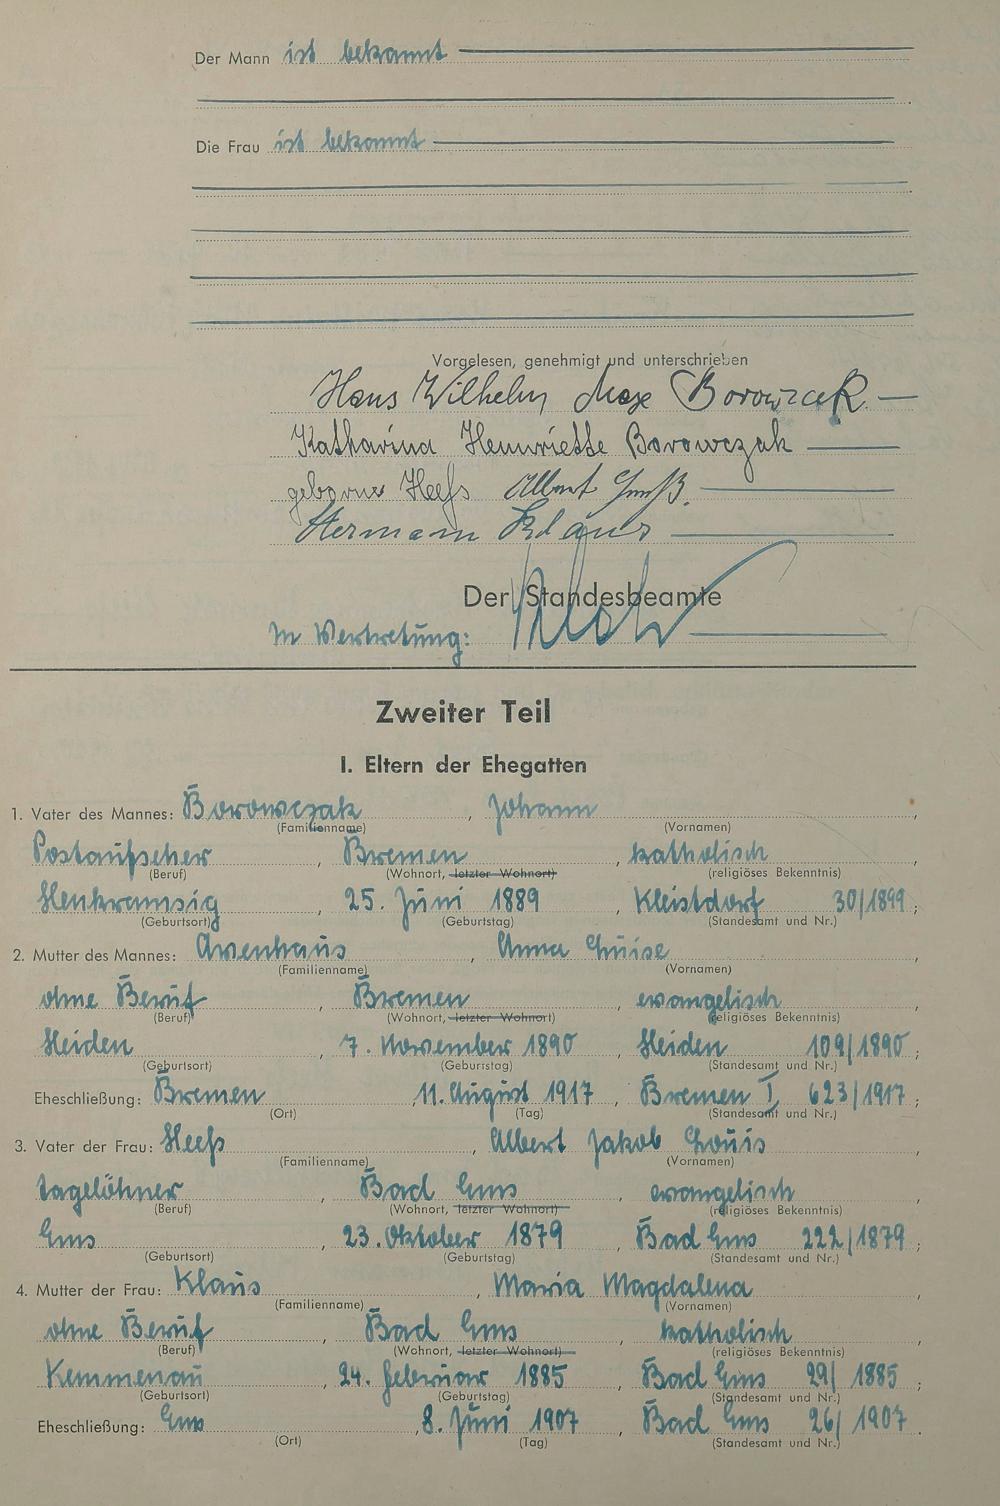 Der Mann ist bekannt
Die Frau ist bekannt
Vorgelesen, genehmigt und unterschrieben
Hans Wilhelm Max Borowczak
Katharina Henriette Borowczak
geborene Heefs Albert
Hermann Klaus
Der Standesbeamte
In Vertretung:
Zweiter Teil
I. Eltern der Ehegatten
1. Vater des Mannes: Borowczak, Johann,
(Familienname) (Vornamen)
Postaufseher, Bremen, katholisch,
(Beruf) (Wohnort, letzter Wohnort) (religiöses Bekenntnis)
25. Juni 1889, Kleistdorf 30/1899;
(Geburtsort) (Geburtstag) (Standesamt und Nr.)
2. Mutter des Mannes: Avenhaus, Anna Luise,
(Familienname) (Vornamen)
ohne Beruf, Bremen, evangelisch,
(Beruf) (Wohnort, letzter Wohnort) (religiöses Bekenntnis)
Heiden, 7. November 1890, Heiden 109/1890;
(Geburtsort) (Geburtstag) (Standesamt und Nr.)
Eheschließung: Bremen, 11. August 1917, Bremen I, 623/1917;
(Ort) (Tag) (Standesamt und Nr.)
3. Vater der Frau: Heefs, Albert Jakob Louis,
(Familienname) (Vornamen)
Tagelöhner, Bad Ems, evangelisch,
(Beruf) (Wohnort, letzter Wohnort) (religiöses Bekenntnis)
Ems, 23. Oktober 1879, Bad Ems 222/1879;
(Geburtsort) (Geburtstag) (Standesamt und Nr.)
4. Mutter der Frau: Klaus, Maria Magdalena,
(Familienname) (Vornamen)
ohne Beruf, Bad Ems, katholisch,
(Beruf) (Wohnort, letzter Wohnort) (religiöses Bekenntnis)
Kemmenau, 24. Februar 1885, Bad Ems 29/1885;
(Geburtsort) (Geburtstag) (Standesamt und Nr.)
Eheschließung: Ems, 8. Juni 1907, Bad Ems 26/1907.
(Ort) (Tag) (Standesamt und Nr.)